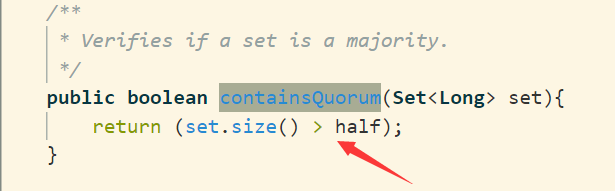 /**
* Verifies if a set is a majority.
*/
public boolean containsQuorum(Set<Long> set){
return (set.size() > half);
}